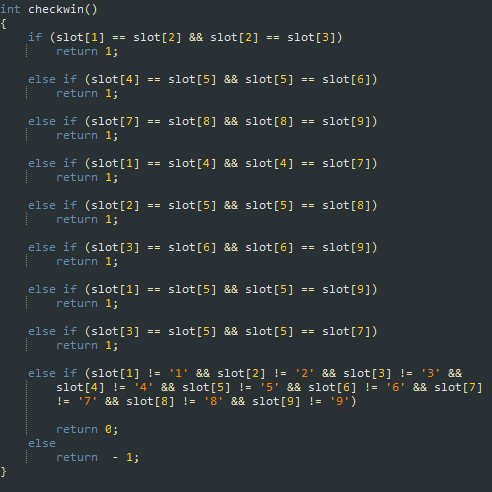 int checkwin()
{
    if (slot[1] == slot[2] && slot[2] == slot[3])
        return 1;

    else if (slot[4] == slot[5] && slot[5] == slot[6])
        return 1;

    else if (slot[7] == slot[8] && slot[8] == slot[9])
        return 1;

    else if (slot[1] == slot[4] && slot[4] == slot[7])
        return 1;

    else if (slot[2] == slot[5] && slot[5] == slot[8])
        return 1;

    else if (slot[3] == slot[6] && slot[6] == slot[9])
        return 1;

    else if (slot[1] == slot[5] && slot[5] == slot[9])
        return 1;

    else if (slot[3] == slot[5] && slot[5] == slot[7])
        return 1;

    else if (slot[1] != '1' && slot[2] != '2' && slot[3] != '3' &&
        slot[4] != '4' && slot[5] != '5' && slot[6] != '6' && slot[7]
        != '7' && slot[8] != '8' && slot[9] != '9')

        return 0;
    else
        return  - 1;
}